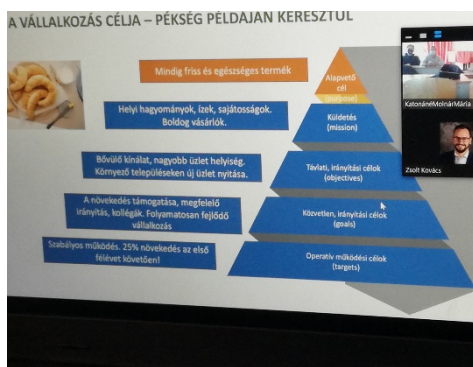 A VÁLLALKOZÁS CÉLJA – PÉKSÉG PÉLDÁJÁN KERESZTÜL
Mindig friss és egészséges termék
Alapvető
cél
(purpose)
Helyi hagyományok, ízek, sajátosságok.
Boldog vásárlók.
Küldetés
(mission)
Bővülő kínálat, nagyobb üzlet helyiség.
Környező településeken új üzlet nyitása.
Távlati, irányítási célok
(objectives)
A növekedés támogatása, megfelelő
irányítás, kollégák. Folyamatosan fejlődő
vállalkozás
Közvetlen, irányítási célok
(goals)
Szabályos működés. 25% növekedés az első
félévet követően!
Operatív működési célok
(targets)
KatonánéMolnárMária
Zsolt Kovács